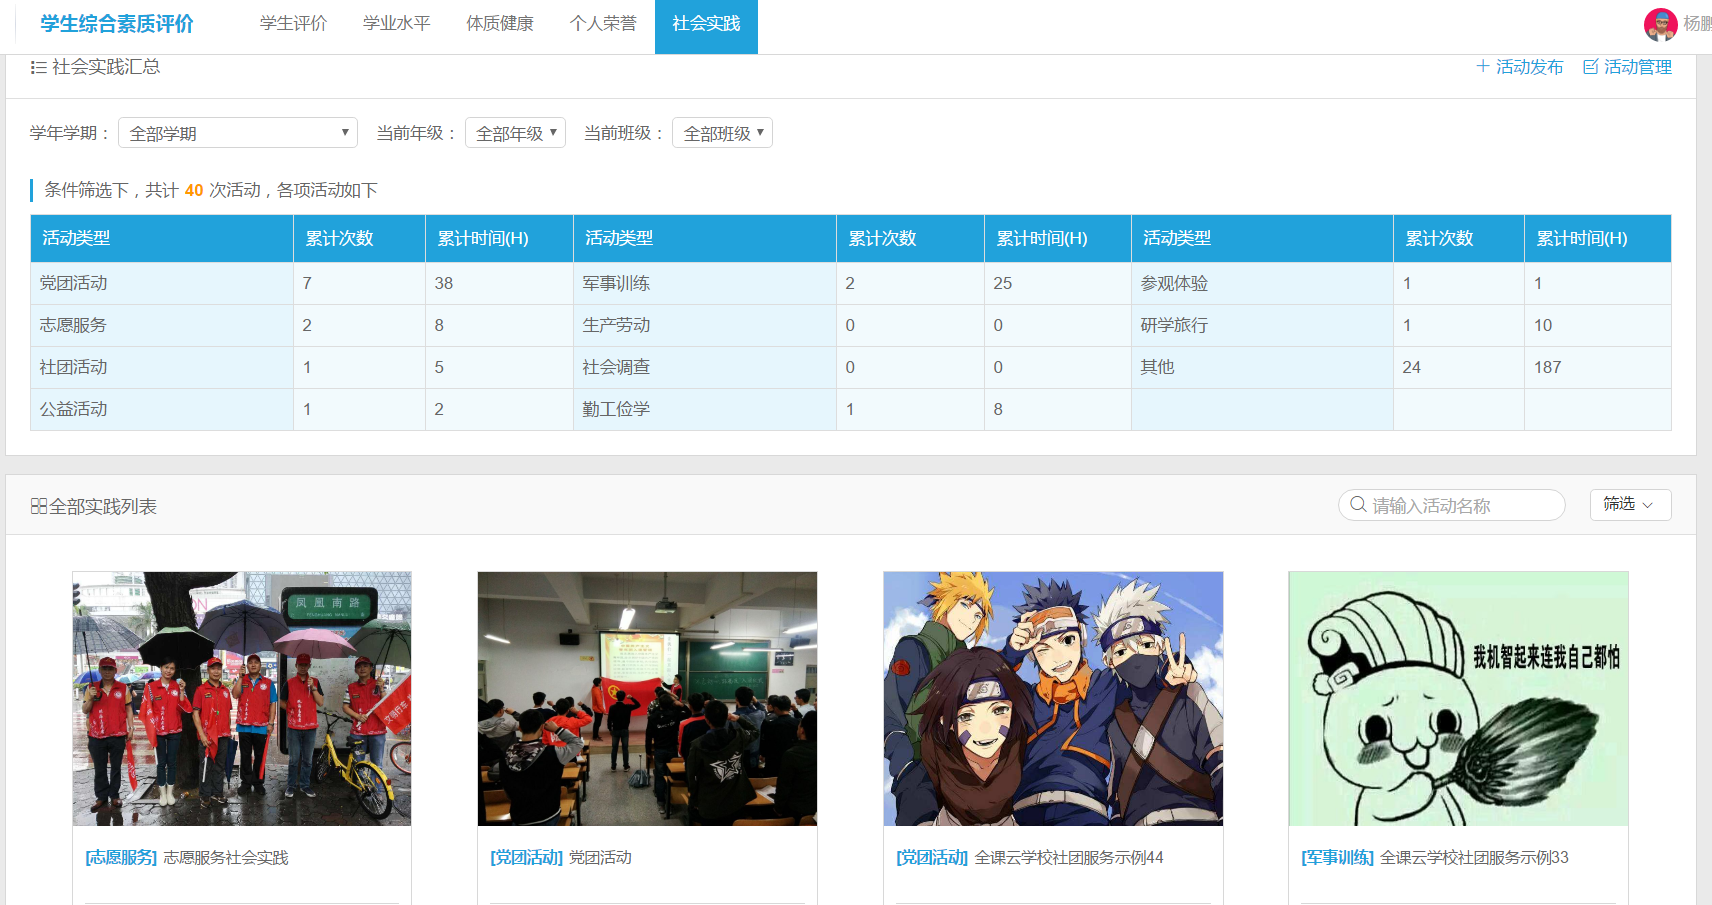 学生综合素质评价 学生评价 学业水平 体质健康 个人荣誉 社会实践
社会实践汇总 活动发布 活动管理
学年学期： 全部学期 当前年级： 全部年级 当前班级： 全部班级
条件筛选下，共计 40 次活动，各项活动如下
活动类型 累计次数 累计时间(H) 活动类型 累计次数 累计时间(H) 活动类型 累计次数 累计时间(H)
党团活动 7 38 军事训练 2 25 参观体验 1 1
志愿服务 2 8 生产劳动 0 0 研学旅行 1 10
社团活动 1 5 社会调查 0 0 其他 24 187
公益活动 1 2 勤工俭学 1 8
全部实践列表 请输入活动名称 筛选
凤凰南路
我机智起来连我自己都怕
[志愿服务] 志愿服务社会实践
[党团活动] 党团活动
[党团活动] 全课云学校社团服务示例44
[军事训练] 全课云学校社团服务示例33